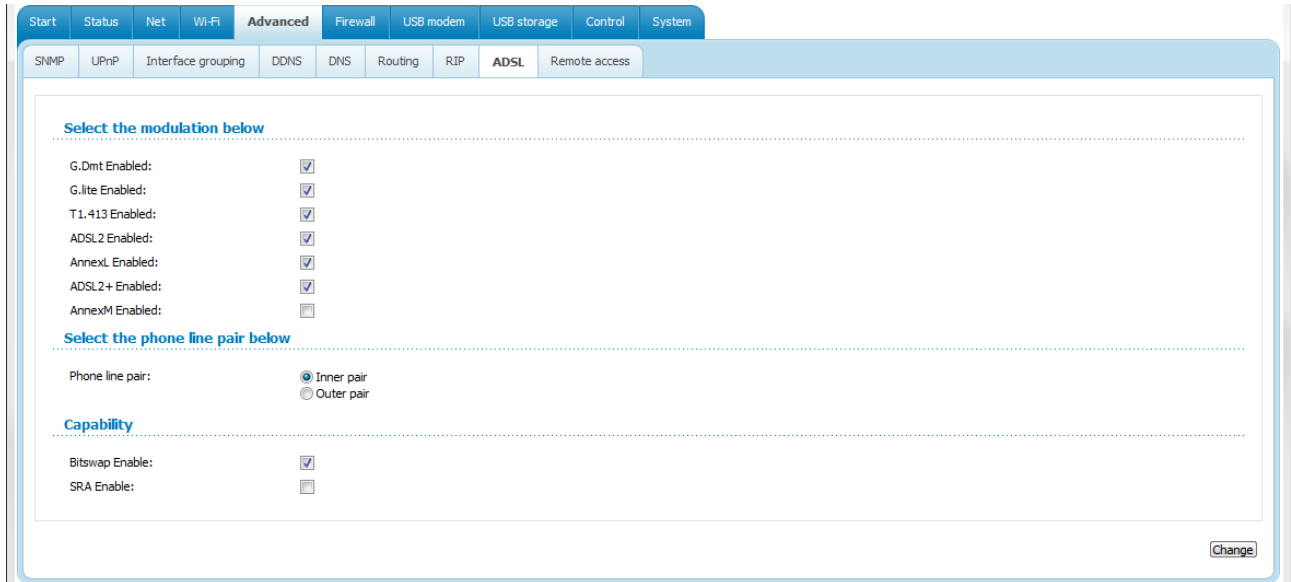 Start Status Net Wi-Fi Advanced Firewall USB modem USB storage Control System
SNMP UPnP Interface grouping DDNS DNS Routing RIP ADSL Remote access
Select the modulation below
G.Dmt Enabled:
G.lite Enabled:
T1.413 Enabled:
ADSL2 Enabled:
AnnexL Enabled:
ADSL2+ Enabled:
AnnexM Enabled:
Select the phone line pair below
Phone line pair: Inner pair
Outer pair
Capability
Bitswap Enable:
SRA Enable:
Change